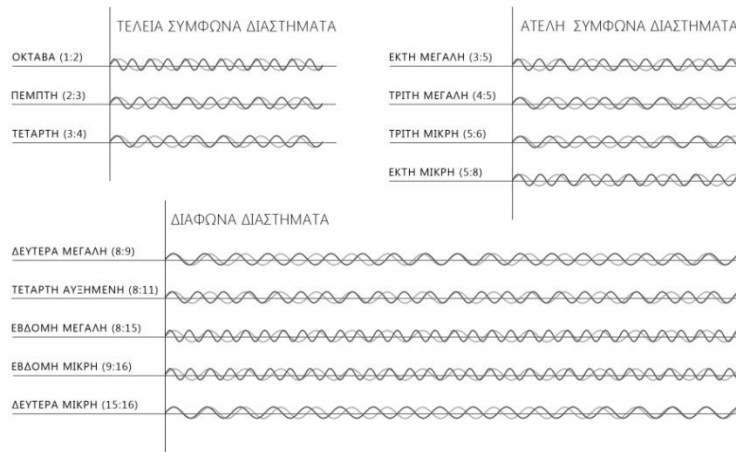 ΤΕΛΕΙΑ ΣΥΜΦΩΝΑ ΔΙΑΣΤΗΜΑΤΑ
ΟΚΤΑΒΑ (1:2)
ΠΕΜΠΤΗ (2:3)
ΤΕΤΑΡΤΗ (3:4)
ΑΤΕΛΗ ΣΥΜΦΩΝΑ ΔΙΑΣΤΗΜΑΤΑ
ΕΚΤΗ ΜΕΓΑΛΗ (3:5)
ΤΡΙΤΗ ΜΕΓΑΛΗ (4:5)
ΤΡΙΤΗ ΜΙΚΡΗ (5:6)
ΕΚΤΗ ΜΙΚΡΗ (5:8)
ΔΙΑΦΩΝΑ ΔΙΑΣΤΗΜΑΤΑ
ΔΕΥΤΕΡΑ ΜΕΓΑΛΗ (8:9)
ΤΕΤΑΡΤΗ ΑΥΞΗΜΕΝΗ (8:11)
ΕΒΔΟΜΗ ΜΕΓΑΛΗ (8:15)
ΕΒΔΟΜΗ ΜΙΚΡΗ (9:16)
ΔΕΥΤΕΡΑ ΜΙΚΡΗ (15:16)